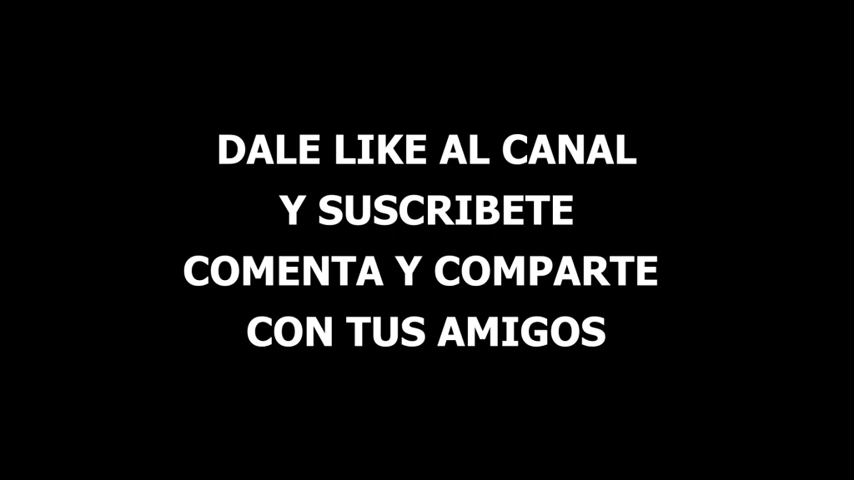 DALE LIKE AL CANAL
Y SUSCRIBETE
COMENTA Y COMPARTE
CON TUS AMIGOS